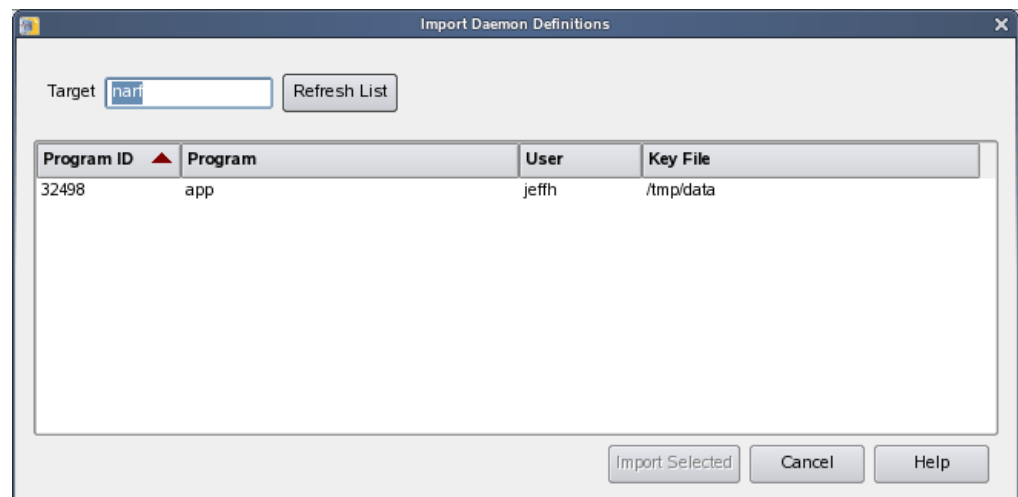 Import Daemon Definitions
Target narf Refresh List
Program ID Program User Key File
32498 app jeffh /tmp/data
Import Selected Cancel Help